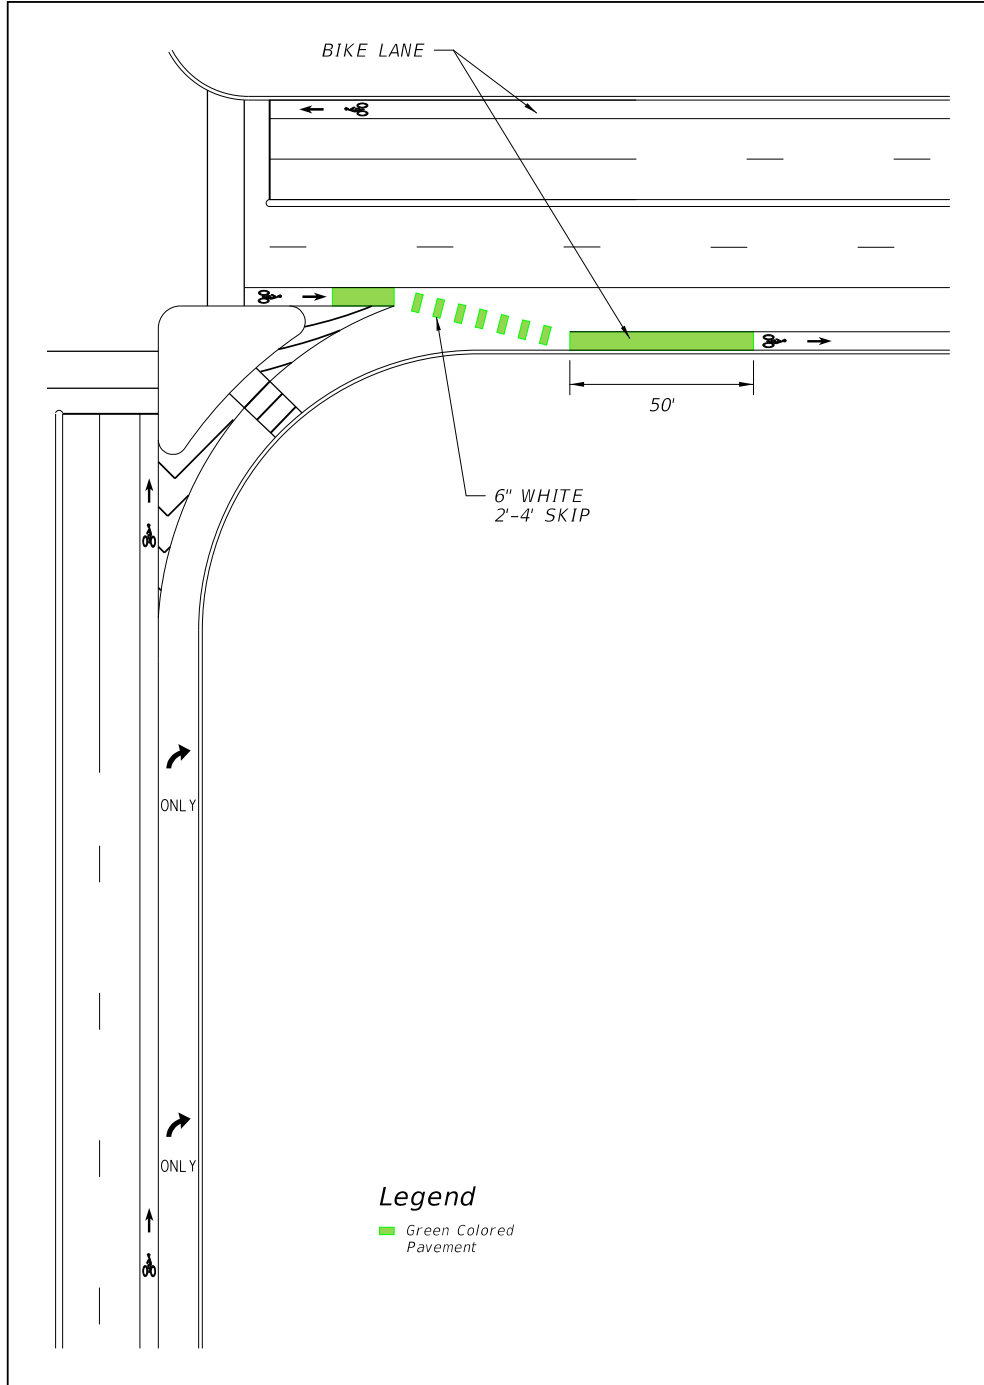 BIKE LANE
50'
6" WHITE
2'-4' SKIP
ONLY
ONLY
Legend
Green Colored
Pavement